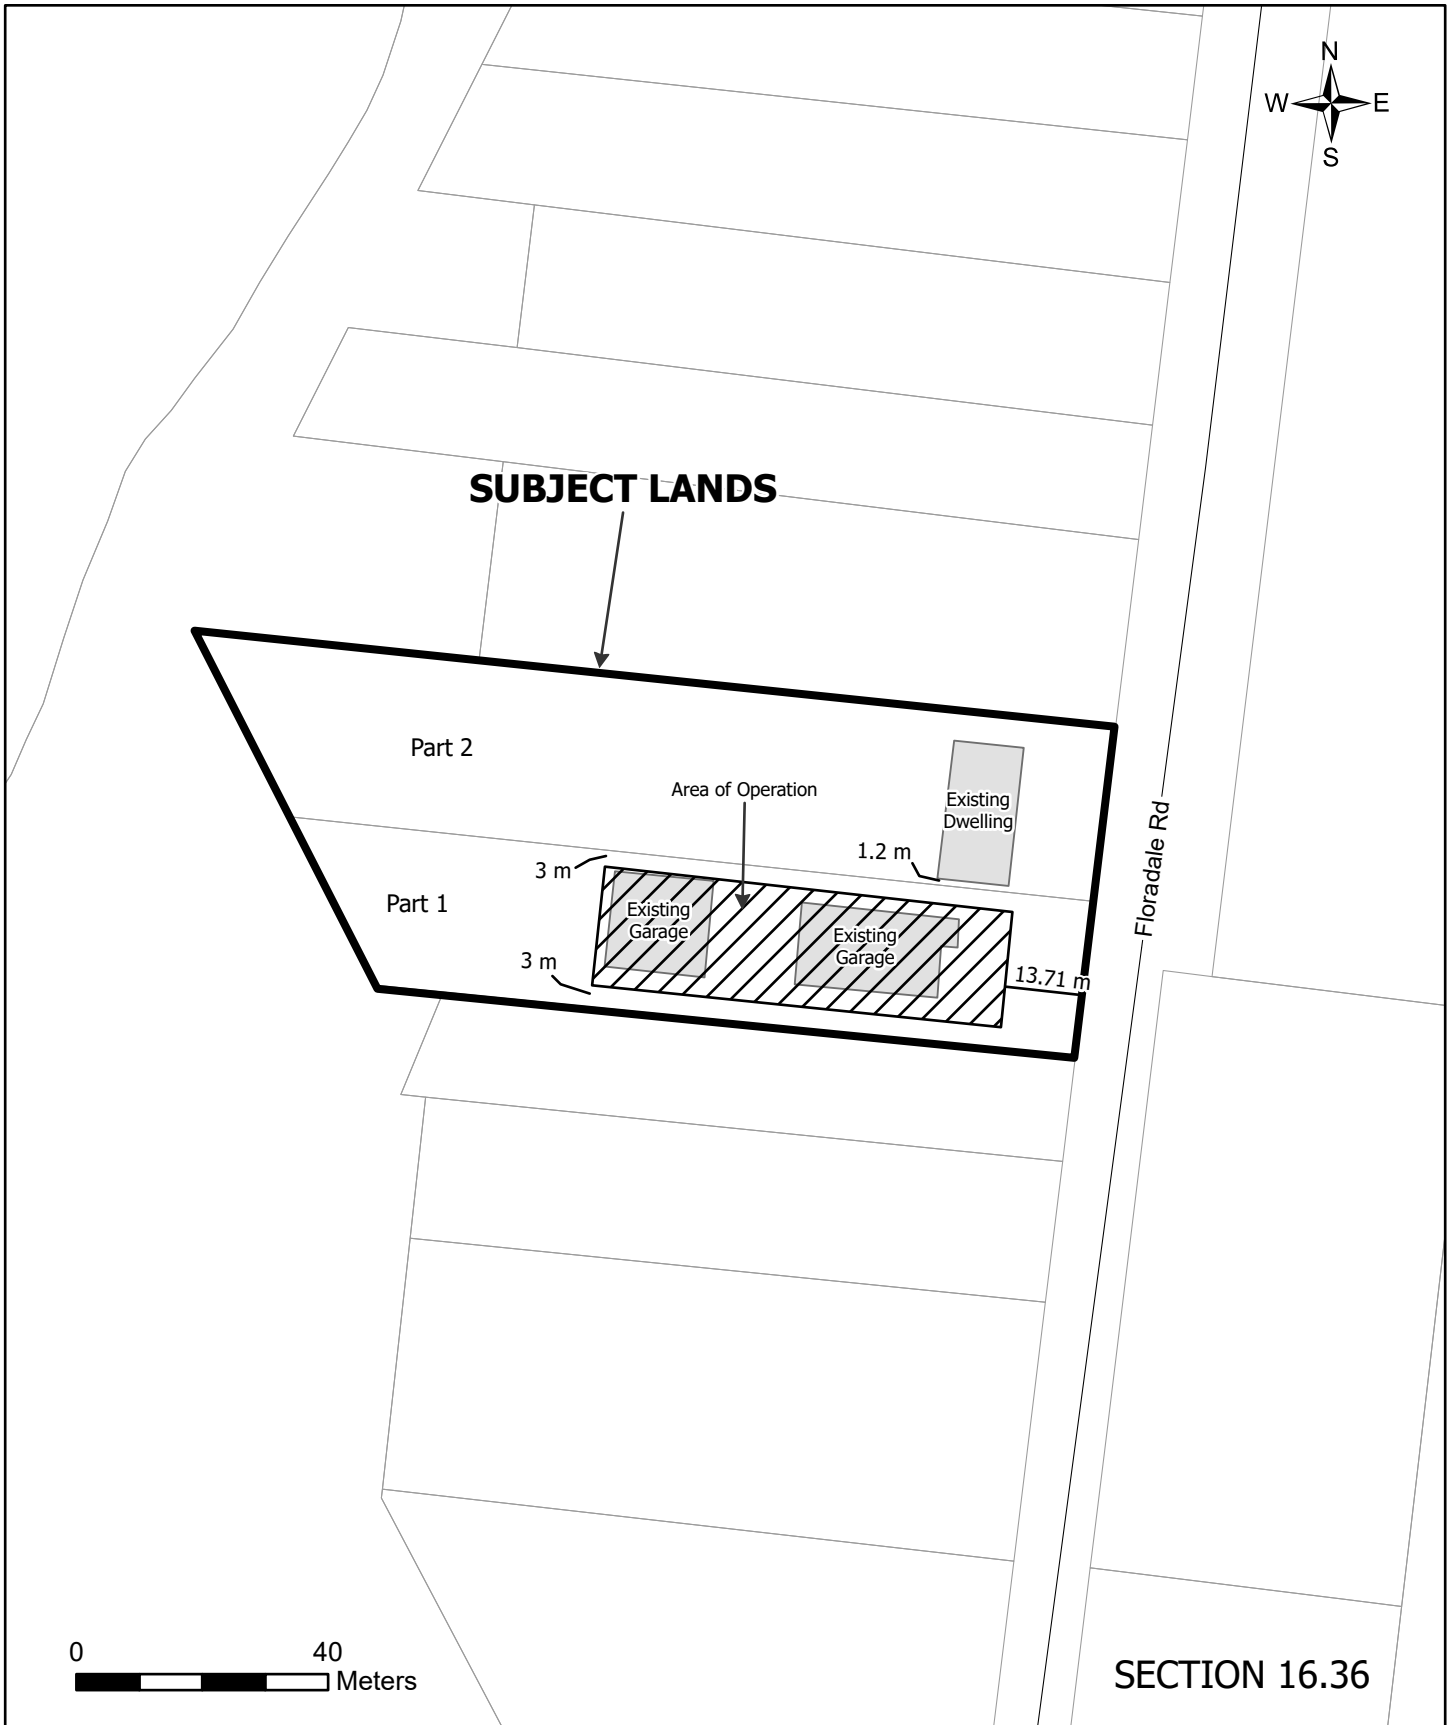 N
W E
S
SUBJECT LANDS
Part 2
Area of Operation
Existing
Dwelling
1.2 m
3 m
Part 1
Existing
Garage
Existing
Garage
3 m
13.71 m
Floradale Rd
0 40
Meters
SECTION 16.36